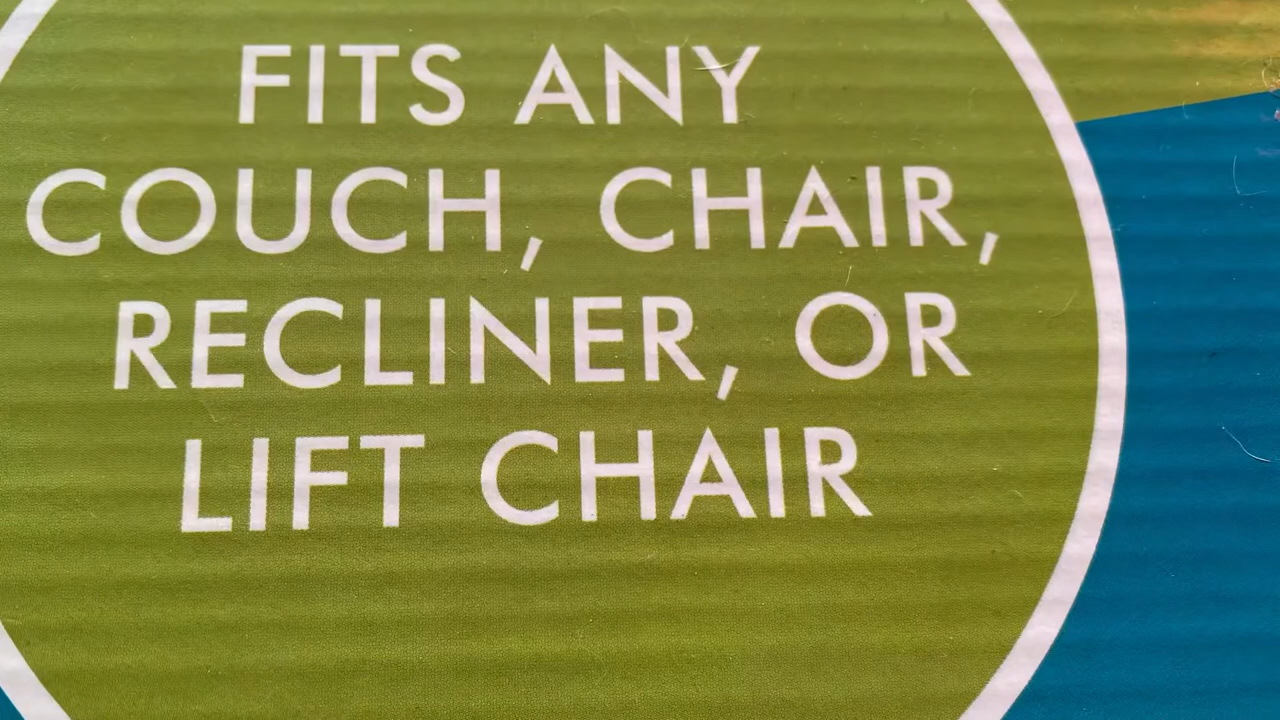 FITS ANY
COUCH, CHAIR,
RECLINER, OR
LIFT CHAIR